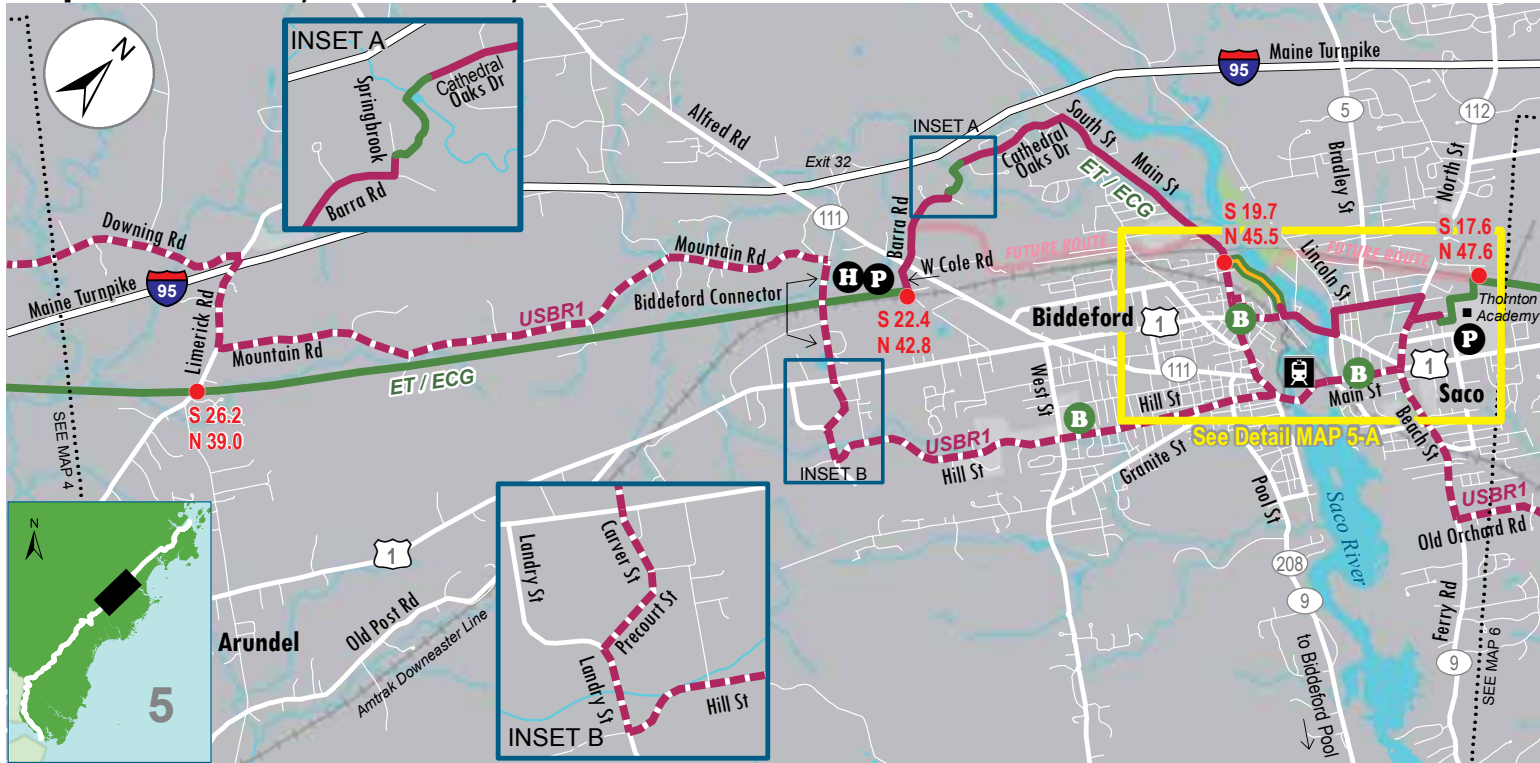 N
INSET A
Springbrook
Cathedral
Oaks Dr
Barra Rd
Maine Turnpike
95
5
112
Alfred Rd
INSET A
South St
Exit 32
Cathedral
Oaks Dr
Main St
ET / ECG
Bradley St
North St
Downing Rd
111
Barra Rd
S 19.7
N 45.5
S 17.6
N 47.6
Mountain Rd
FUTURE ROUTE
FUTURE ROUTE
W Cole Rd
Lincoln St
95
Maine Turnpike
Limerick Rd
H
P
Biddeford Connector
Thornton
Academy
USBR1
Biddeford
1
B
P
S 22.4
N 42.8
Mountain Rd
ET / ECG
West St
111
B
1
Main St
Saco
Hill St
Beach St
S 26.2
N 39.0
SEE MAP 4
B
USBR1
See Detail MAP 5-A
INSET B
Hill St
Granite St
Pool St
USBR1
Saco River
Old Orchard Rd
N
Landry St
Carver St
1
208
9
Ferry Rd
Old Post Rd
Precourt St
Arundel
Amtrak Downeaster Line
Landry St
Hill St
9
SEE MAP 6
to Biddeford Pool
5
INSET B